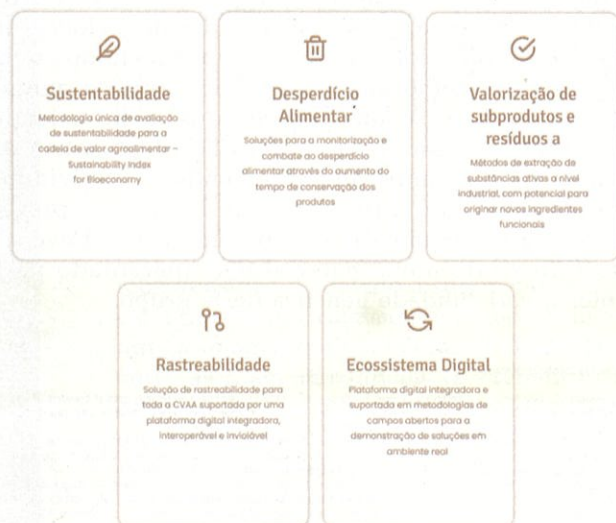 Sustentabilidade
Metodologia única de avaliação
de sustentabilidade para a
cadeia de valor agroalimentar –
Sustainability Index
for Bioeconomy
Desperdício
Alimentar
Soluções para a monitorização e
combate ao desperdício
alimentar através do aumento do
tempo de conservação dos
produtos
Valorização de
subprodutos e
resíduos a
Métodos de extração de
substâncias ativas a nível
industrial, com potencial para
originar novos ingredientes
funcionais
Rastreabilidade
Solução de rastreabilidade para
toda a CVAA suportada por uma
plataforma digital integradora,
interoperável e inviolável
Ecossistema Digital
Plataforma digital integradora e
suportada em metodologias de
campos abertos para a
demonstração de soluções em
ambiente real